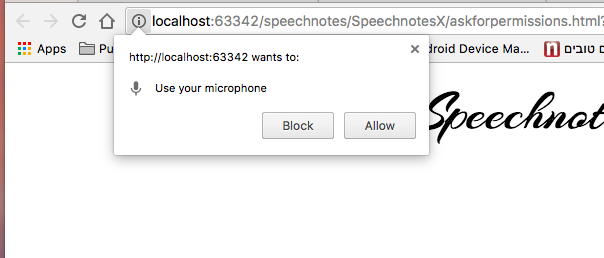 localhost:63342/speechnotes/SpeechnotesX/askforpermissions.html?
Apps Pu droid Device Ma... ם טובים
http://localhost:63342 wants to:
Use your microphone
Block Allow
Speechnot